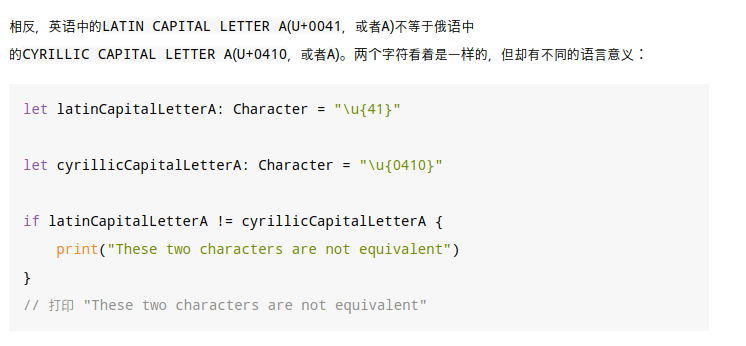 相反，英语中的LATIN CAPITAL LETTER A(U+0041，或者A)不等于俄语中
的CYRILLIC CAPITAL LETTER A(U+0410，或者A)。两个字符看着是一样的，但却有不同的语言意义：
let latinCapitalLetterA: Character = "\u{41}"
let cyrillicCapitalLetterA: Character = "\u{0410}"
if latinCapitalLetterA != cyrillicCapitalLetterA {
    print("These two characters are not equivalent")
}
// 打印 "These two characters are not equivalent"